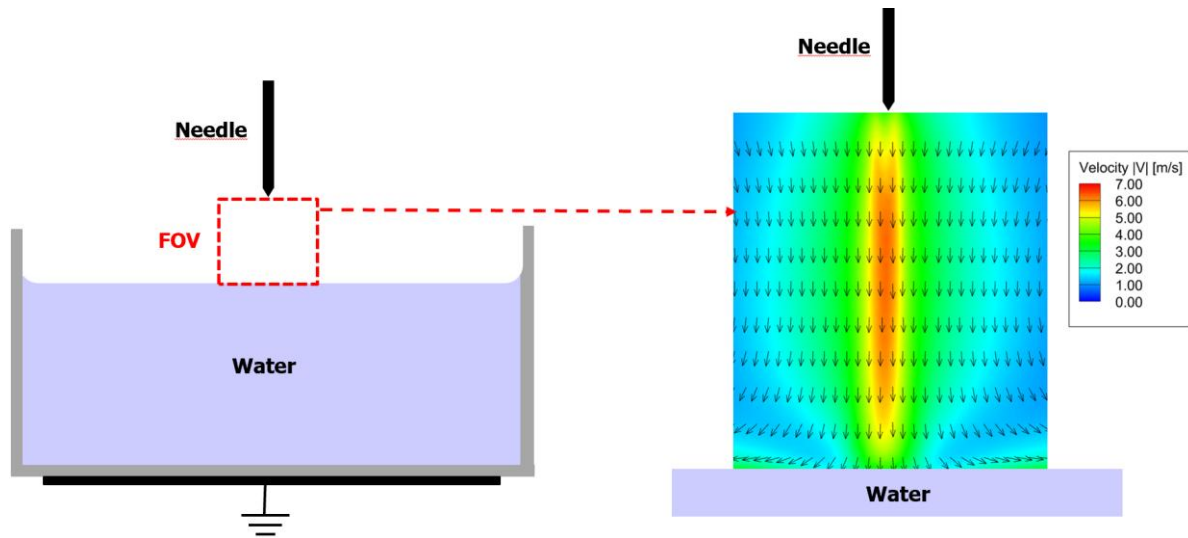 Needle
FOV
Water
Needle
Velocity |V| [m/s]
7.00
6.00
5.00
4.00
3.00
2.00
1.00
0.00
Water